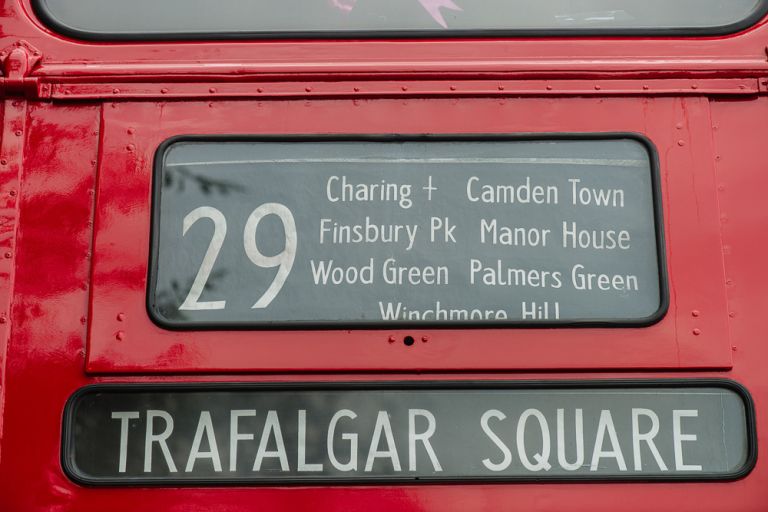 29
Charing + Camden Town
Finsbury Pk Manor House
Wood Green Palmers Green
Winchmore Hill
TRAFALGAR SQUARE